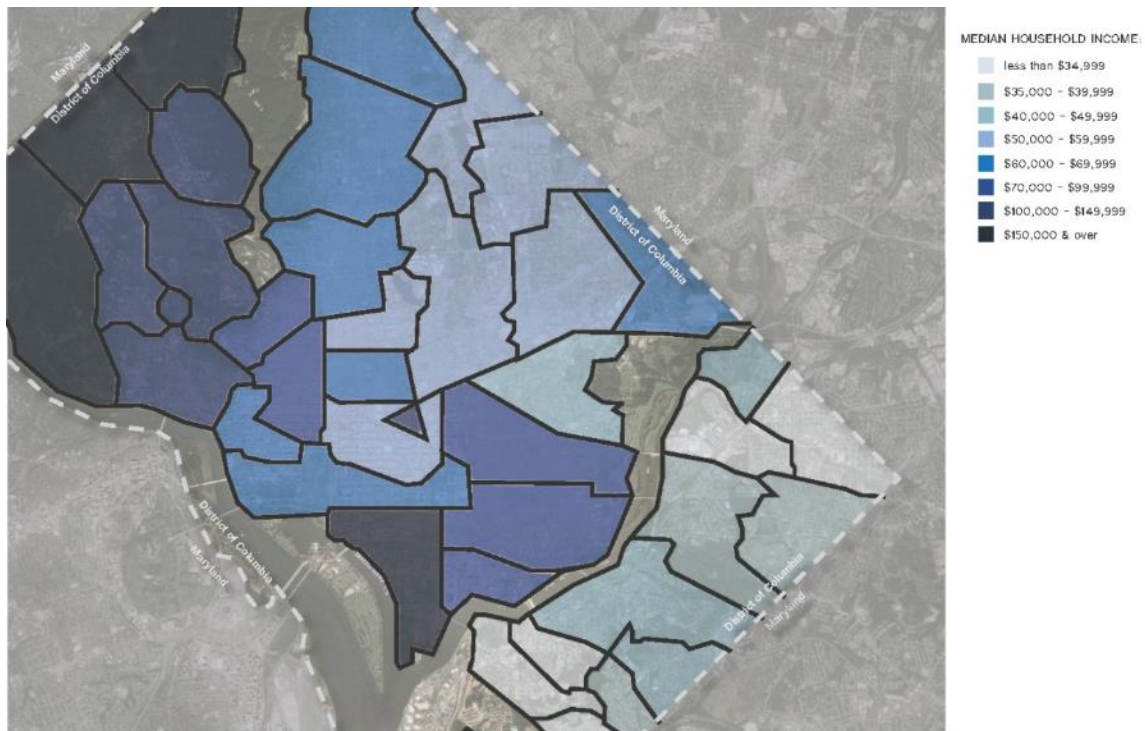 MEDIAN HOUSEHOLD INCOME:
less than $34,999
$35,000 - $39,999
$40,000 - $49,999
$50,000 - $59,999
$60,000 - $69,999
$70,000 - $99,999
$100,000 - $149,999
$150,000 & over
Maryland
District of Columbia
Maryland
District of Columbia
District of Columbia
Maryland
District of Columbia
Maryland